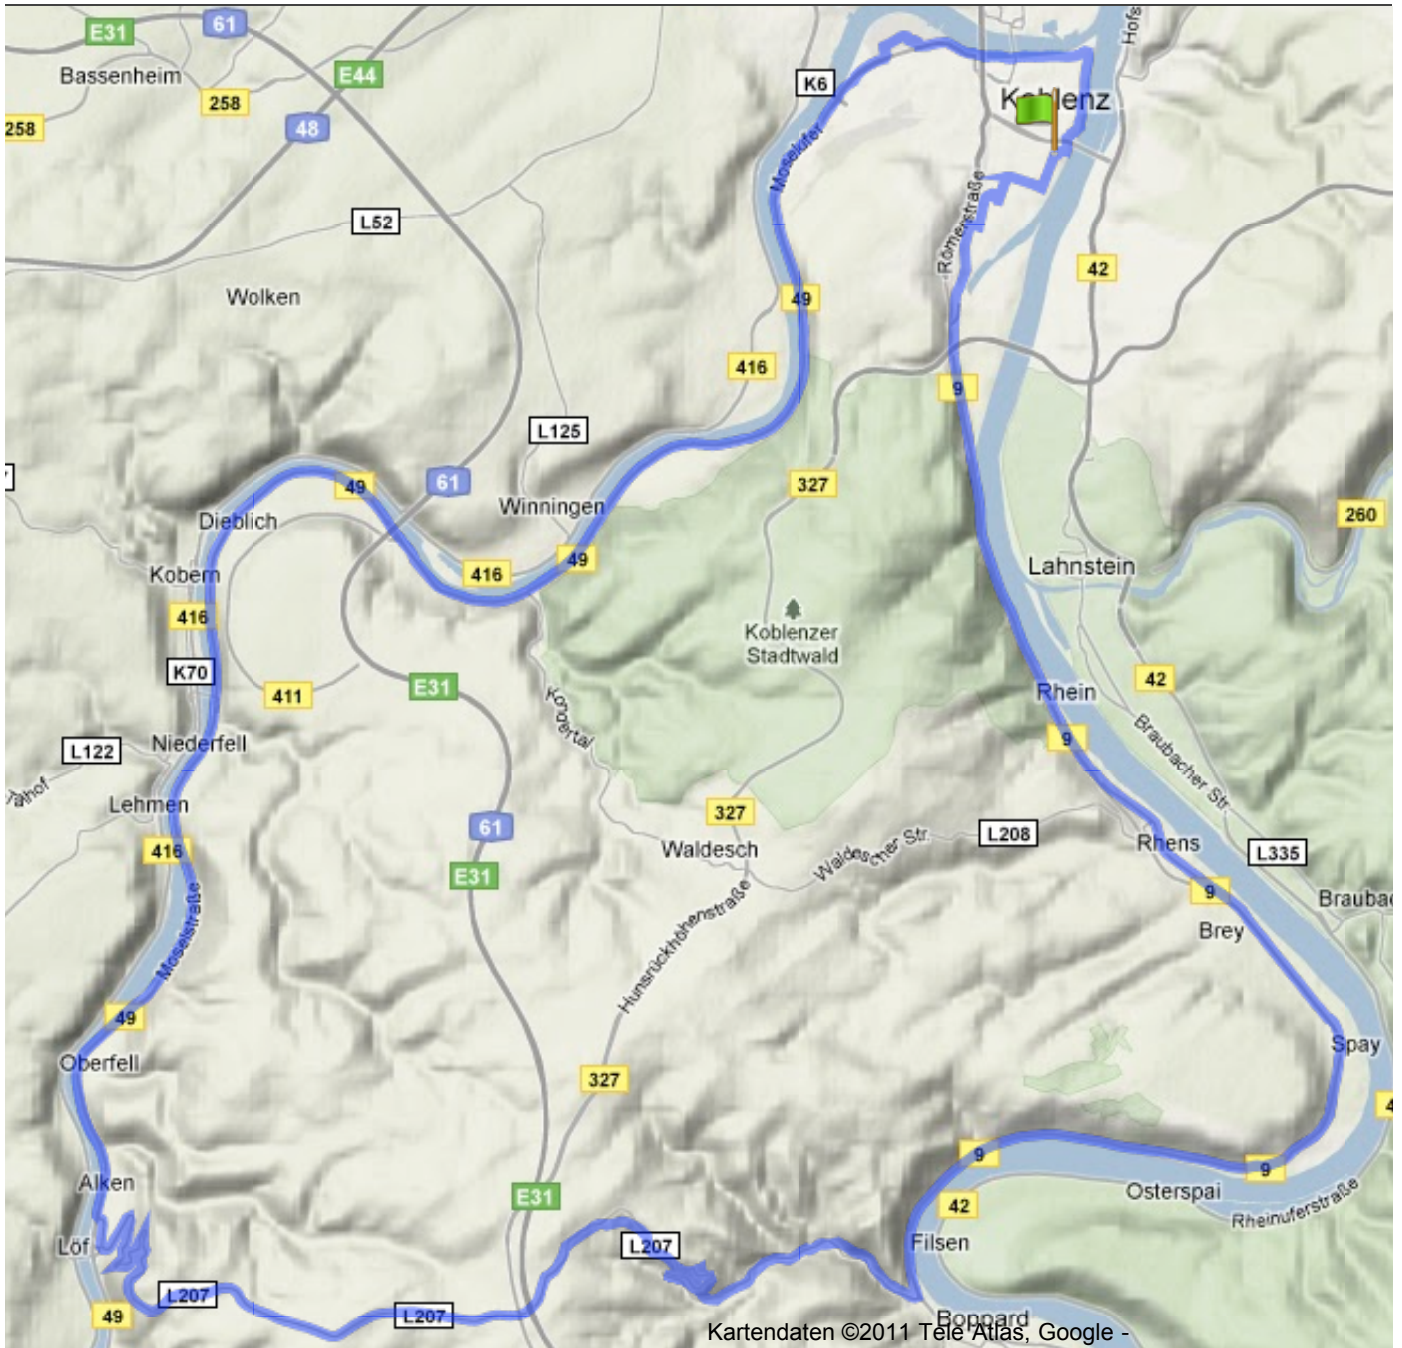 E31
61
Hofs
Bassenheim
E44
K6
258
Koblenz
258
48
Moselufer
L52
Römerstraße
42
Wolken
49
416
9
L125
61
327
49
Winningen
260
Dieblich
49
416
Lahnstein
Kobern
416
Koblenzer
Stadtwald
K70
E31
42
411
Rhein
Kondertal
9
Niederfell
L122
Braubacher Str.
Lehmen
327
61
L208
Rhens
416
Waldesch
Waldescher Str.
L335
E31
9
Braubac
Moselstraße
Brey
Hunsrückhöhenstraße
49
Spay
Oberfell
327
4
9
9
Alken
E31
Osterspai
42
Rheinuferstraße
Löf
L207
Filsen
L207
49
L207
Boppard
Kartendaten ©2011 Tele Atlas, Google -